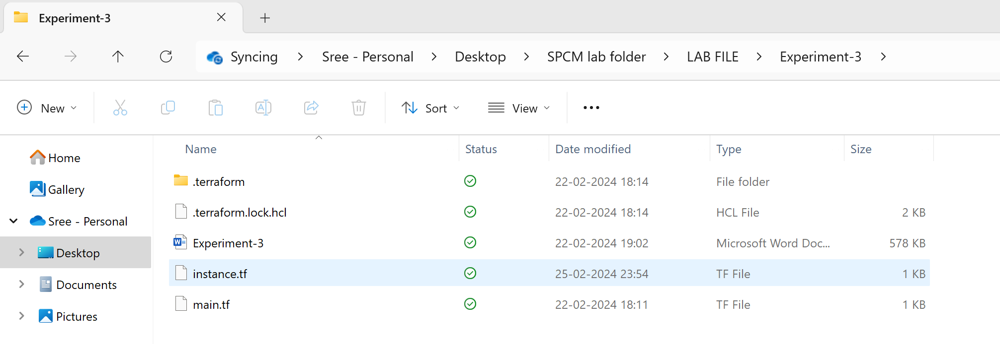 Experiment-3
Syncing > Sree - Personal > Desktop > SPCM lab folder > LAB FILE > Experiment-3 >
New Sort View
Name Status Date modified Type Size
Home
Gallery
Sree - Personal
Desktop
Documents
Pictures
.terraform 22-02-2024 18:14 File folder
.terraform.lock.hcl 22-02-2024 18:14 HCL File 2 KB
Experiment-3 22-02-2024 19:02 Microsoft Word Doc... 578 KB
instance.tf 25-02-2024 23:54 TF File 1 KB
main.tf 22-02-2024 18:11 TF File 1 KB